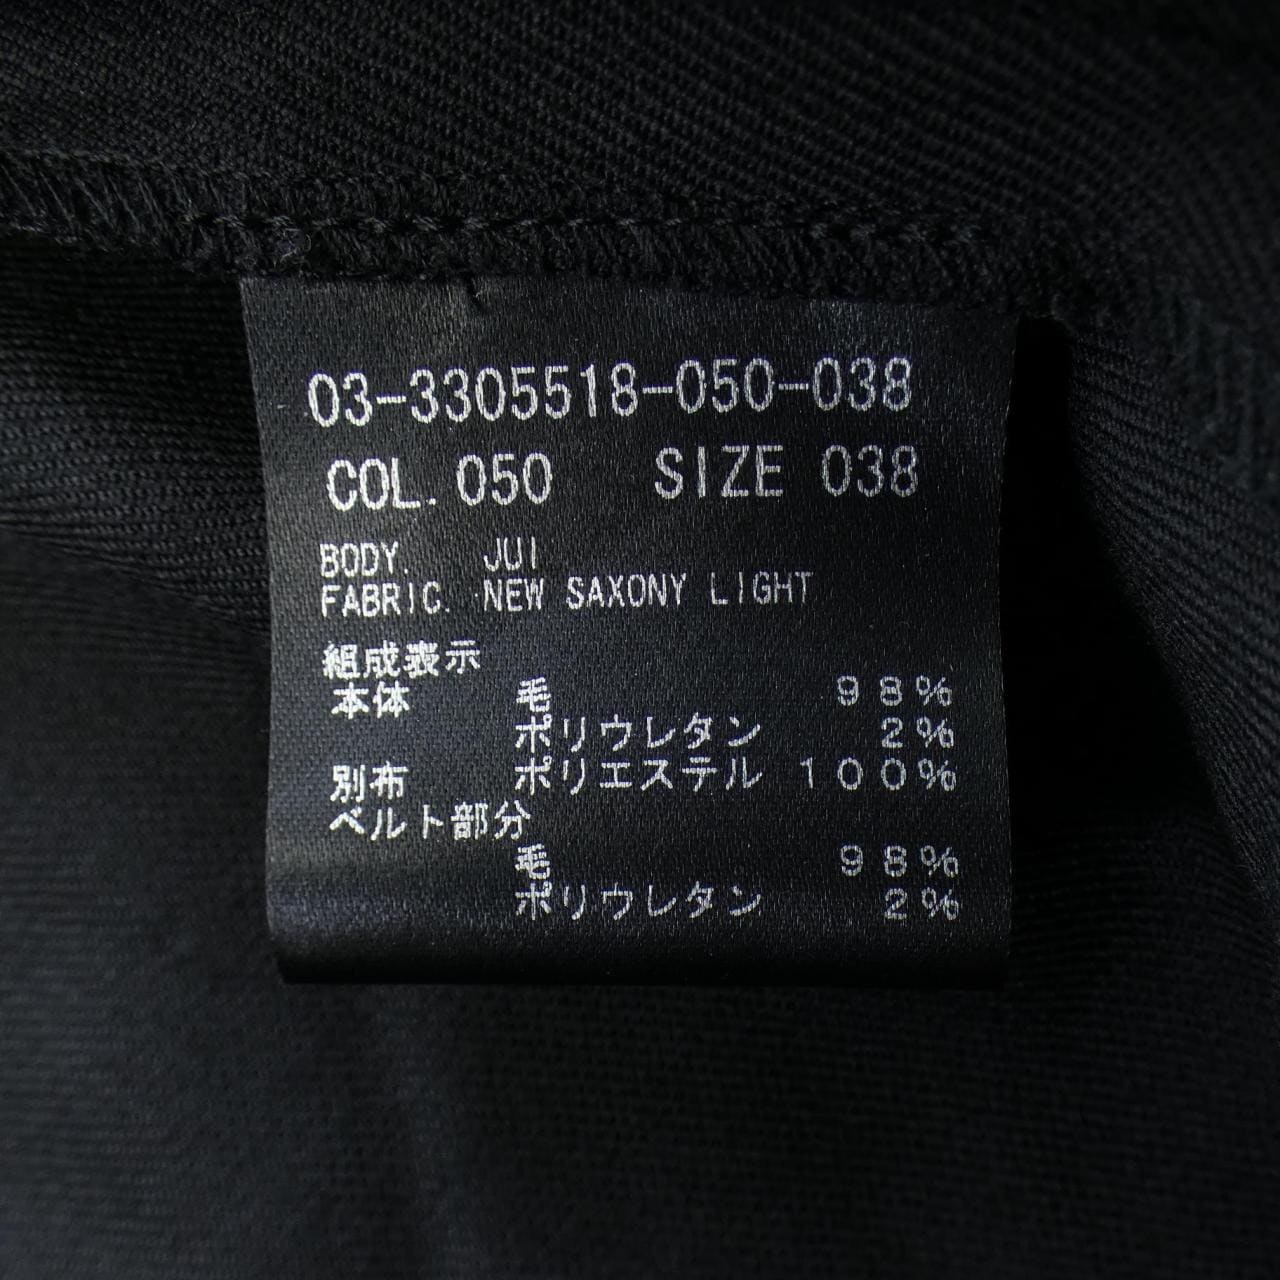 03-3305518-050-038
COL. 050 SIZE 038
BODY. JUI
FABRIC. NEW SAXONY LIGHT
組成表示
本体 毛 98%
ポリウレタン 2%
別布 ポリエステル 100%
ベルト部分
毛 98%
ポリウレタン 2%